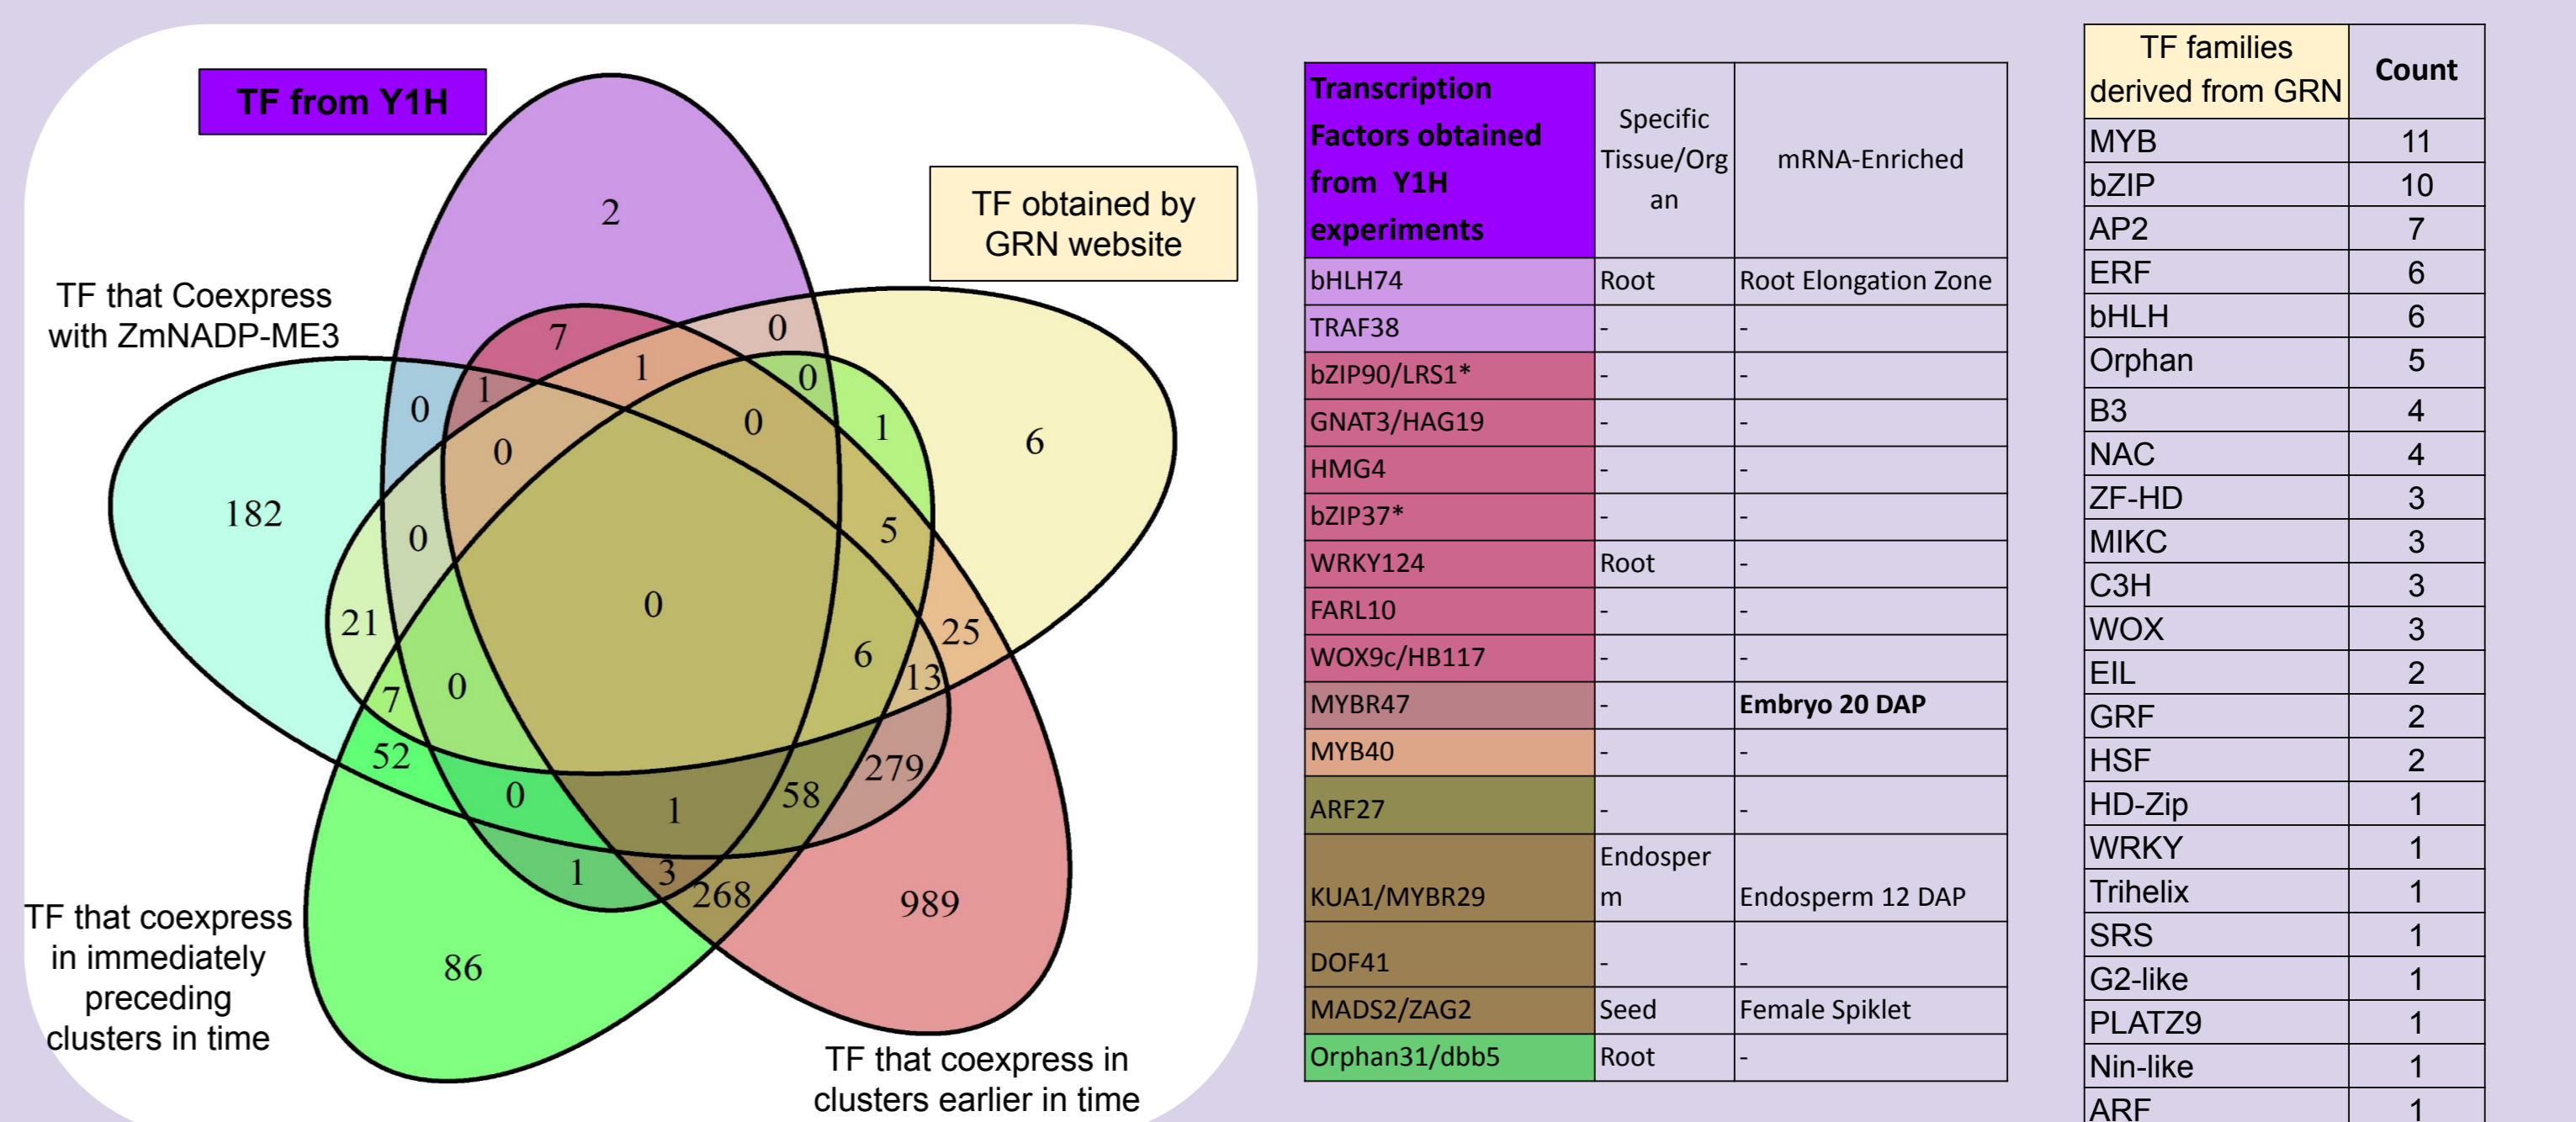 TF from Y1H
TF obtained by
GRN website
TF that Coexpress
with ZmNADP-ME3
TF that coexpress
in immediately
preceding
clusters in time
TF that coexpress in
clusters earlier in time
2
7
0
1
1
0
0
0
0
1
6
182
0
5
0
21
0
25
6
13
7
0
52
279
0
1
58
1
3
268
989
86
Transcription
Factors obtained
from Y1H
experiments
Specific
Tissue/Org
an
mRNA-Enriched
bHLH74 Root Root Elongation Zone
TRAF38 - -
bZIP90/LRS1* - -
GNAT3/HAG19 - -
HMG4 - -
bZIP37* - -
WRKY124 Root -
FARL10 - -
WOX9c/HB117 - -
MYBR47 - Embryo 20 DAP
MYB40 - -
ARF27 - -
Endosper
KUA1/MYBR29 m Endosperm 12 DAP
DOF41 - -
MADS2/ZAG2 Seed Female Spiklet
Orphan31/dbb5 Root -
TF families
derived from GRN
Count
MYB 11
bZIP 10
AP2 7
ERF 6
bHLH 6
Orphan 5
B3 4
NAC 4
ZF-HD 3
MIKC 3
C3H 3
WOX 3
EIL 2
GRF 2
HSF 2
HD-Zip 1
WRKY 1
Trihelix 1
SRS 1
G2-like 1
PLATZ9 1
Nin-like 1
ARF 1